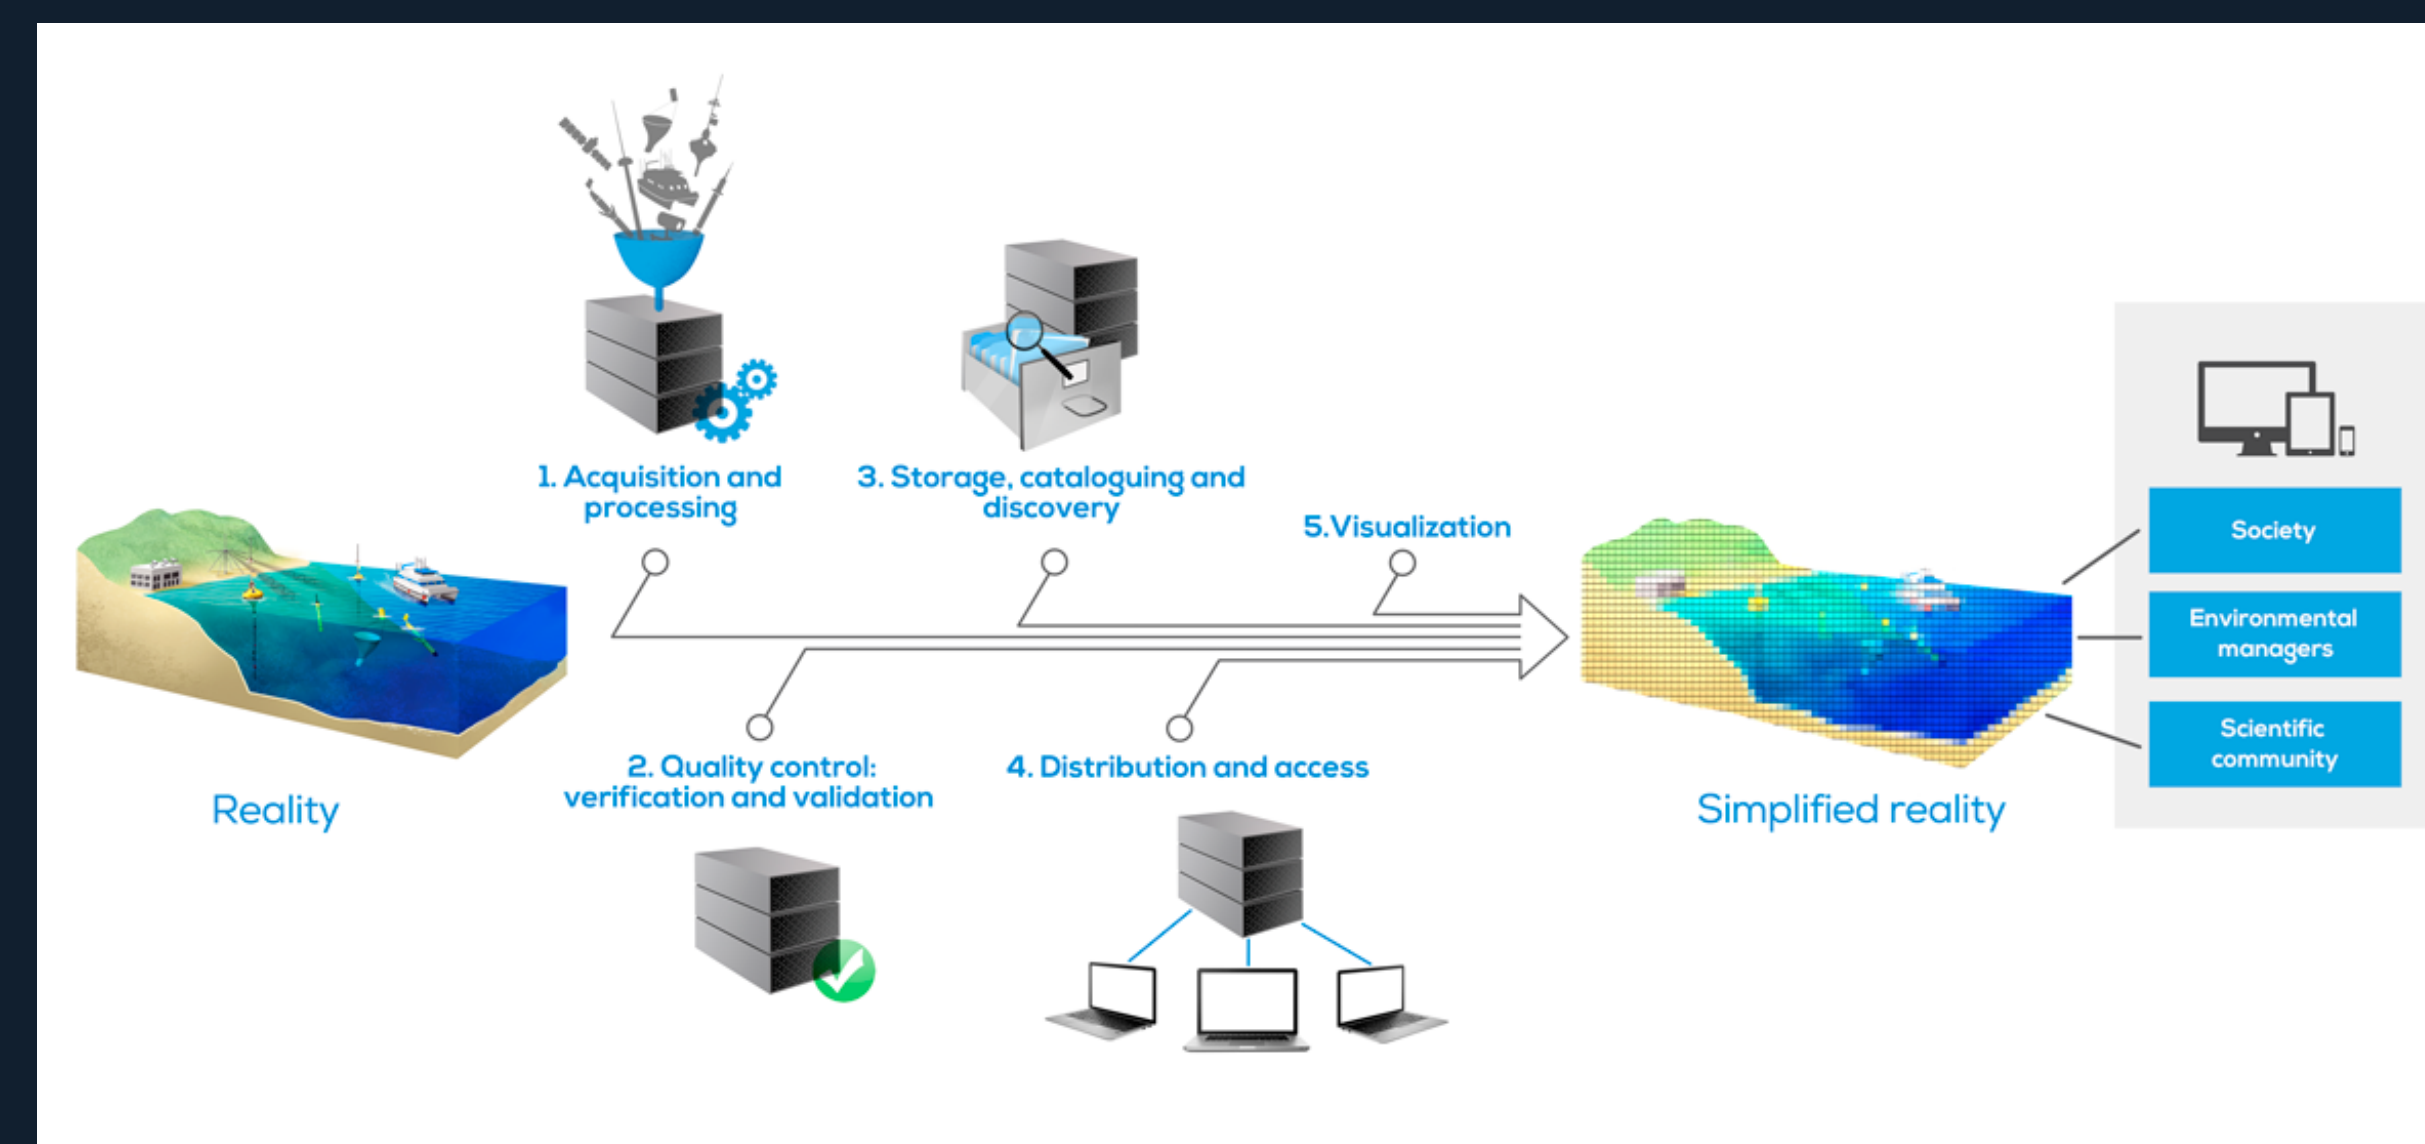 1. Acquisition and
processing
3. Storage, cataloguing and
discovery
5.Visualization
Society
Environmental
managers
Scientific
community
2. Quality control:
verification and validation
4. Distribution and access
Reality
Simplified reality